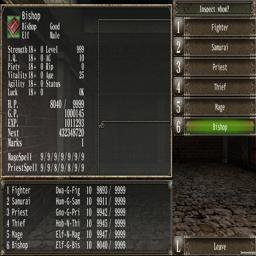 Bishop
Bishop Good
Elf Male
Strength 18+ 0 Level 999
I.Q. 18+ 0 AC 10
Piety 18+ 0 Rip 0
Vitality 18+ 0 Age 25
Agility 18+ 0 Status
Luck 18+ 0 OK
H.P. 8040 / 9999
G.P. 1000145
EXP. 1011293
Next 432348720
Marks 1
MageSpell 9/9/9/9/9/9/9
PriestSpell 9/9/9/9/9/9/9
1 Fighter Dwa-G-Fig 10 9893/ 9999
2 Samurai Hum-G-Sam 10 8911/ 9999
3 Priest Gno-G-Pri 10 9942/ 9999
4 Thief Hob-N-Thi 10 9945/ 9999
5 Mage Elf-N-Mag 10 8947/ 9999
6 Bishop Elf-G-Bis 10 8040/ 9999
Inspect whom?
1 Fighter
2 Samurai
3 Priest
4 Thief
5 Mage
6 Bishop
L Leave